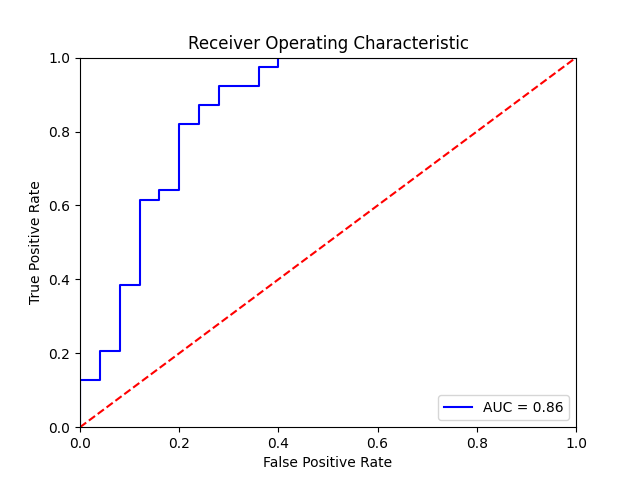 Receiver Operating Characteristic
1.0
0.8
0.6
0.4
0.2
0.0
True Positive Rate
AUC = 0.86
0.0 0.2 0.4 0.6 0.8 1.0
False Positive Rate